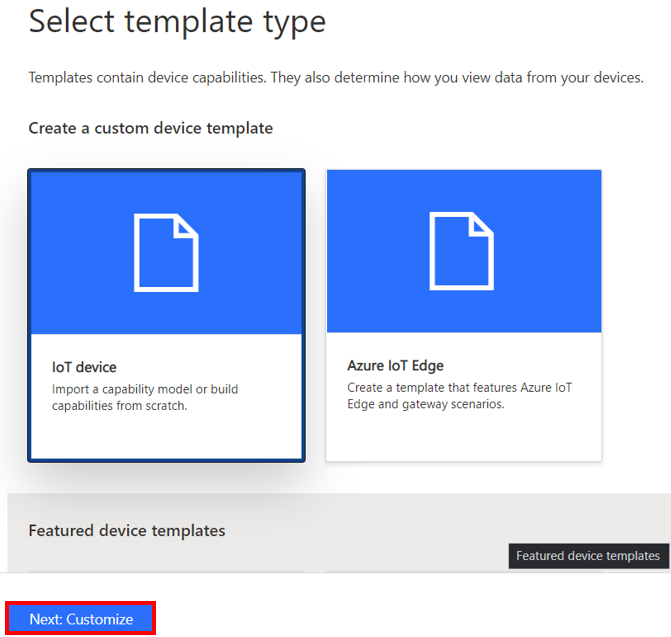 Select template type
Templates contain device capabilities. They also determine how you view data from your devices.
Create a custom device template
IoT device
Import a capability model or build
capabilities from scratch.
Azure IoT Edge
Create a template that features Azure IoT
Edge and gateway scenarios.
Featured device templates
Featured device templates
Next: Customize